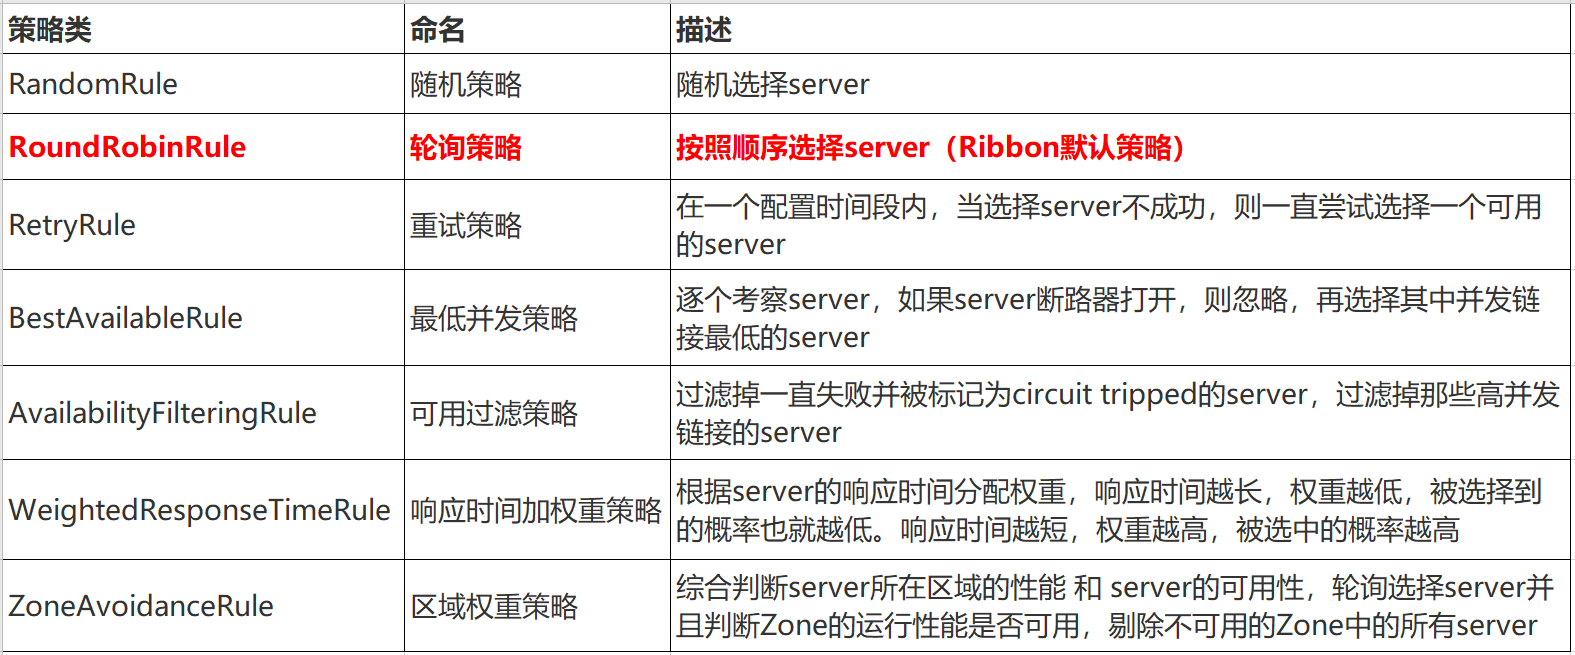 策略类 命名 描述
RandomRule 随机策略 随机选择server
RoundRobinRule 轮询策略 按照顺序选择server（Ribbon默认策略）
RetryRule 重试策略 在一个配置时间段内，当选择server不成功，则一直尝试选择一个可用
的server
BestAvailableRule 最低并发策略 逐个考察server，如果server断路器打开，则忽略，再选择其中并发链
接最低的server
AvailabilityFilteringRule 可用过滤策略 过滤掉一直失败并被标记为circuit tripped的server，过滤掉那些高并发
链接的server
WeightedResponseTimeRule 响应时间加权重策略 根据server的响应时间分配权重，响应时间越长，权重越低，被选择到
的概率也就越低。响应时间越短，权重越高，被选中的概率越高
ZoneAvoidanceRule 区域权重策略 综合判断server所在区域的性能 和 server的可用性，轮询选择server并
且判断Zone的运行性能是否可用，剔除不可用的Zone中的所有server